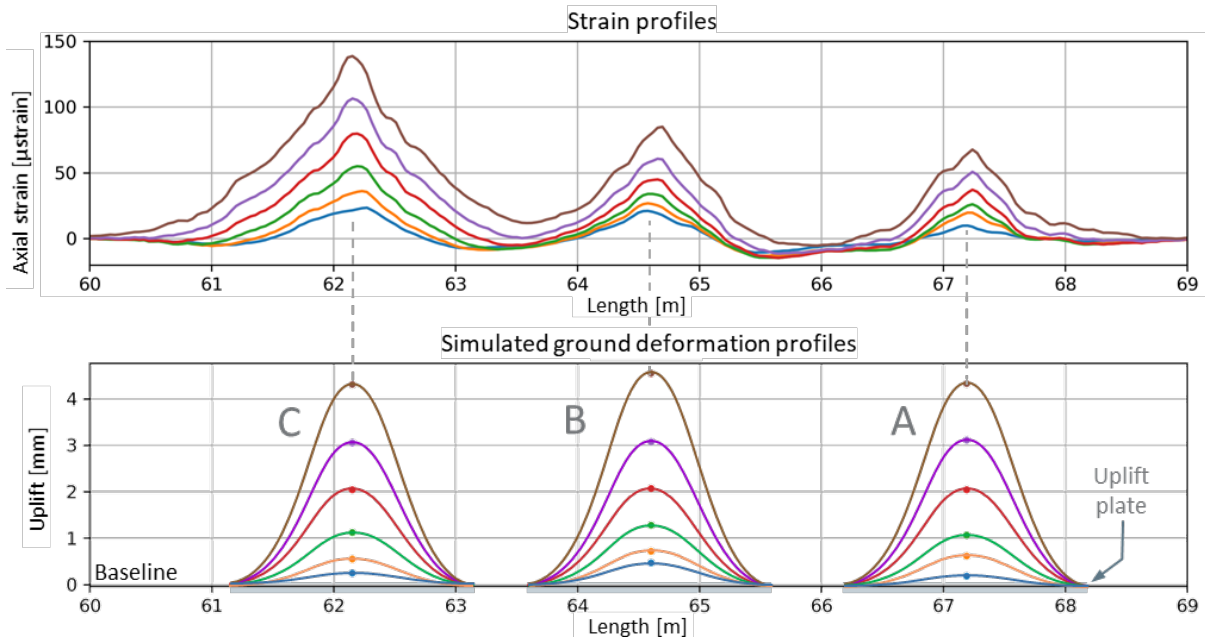 Strain profiles
Axial strain [µstrain]
150
100
50
0
60 61 62 63 64 65 66 67 68 69
Length [m]
Simulated ground deformation profiles
Uplift [mm]
4
3
2
1
0
C B A
Uplift
plate
Baseline
60 61 62 63 64 65 66 67 68 69
Length [m]